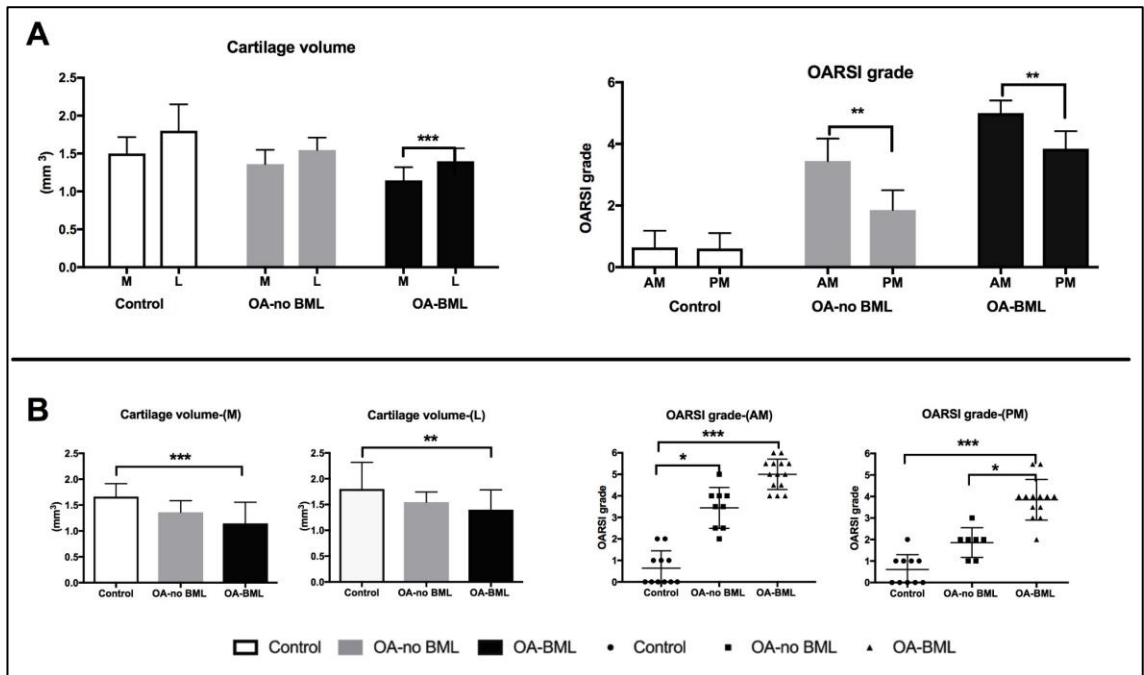 A
Cartilage volume
2.5
2.0
1.5
1.0
0.5
0.0
(mm 3)
M L M L M L
Control OA-no BML OA-BML
***
OARSI grade
6
4
2
0
OARSI grade
**
**
AM PM AM PM AM PM
Control OA-no BML OA-BML
B
Cartilage volume-(M)
2.5
2.0
1.5
1.0
0.5
0.0
(mm³)
***
Control OA-no BML OA-BML
Cartilage volume-(L)
2.5
2.0
1.5
1.0
0.5
0.0
(mm³)
**
Control OA-no BML OA-BML
OARSI grade-(AM)
7
6
5
4
3
2
1
0
OARSI grade
***
*
Control OA-no BML OA-BML
OARSI grade-(PM)
7
6
5
4
3
2
1
0
OARSI grade
***
*
Control OA-no BML OA-BML
Control OA-no BML OA-BML Control OA-no BML OA-BML